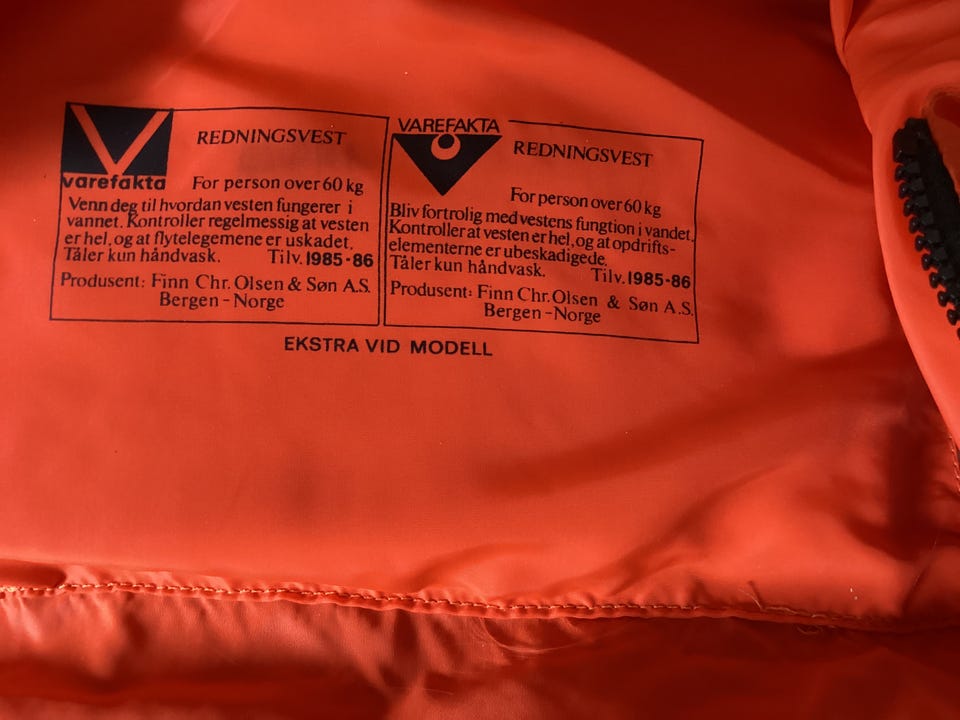 varefakta
REDNINGSVEST
For person over 60 kg
Venn deg til hvordan vesten fungerer i
vannet. Kontroller regelmessig at vesten
er hel, og at flytelegemene er uskadet.
Tåler kun håndvask. Tilv. 1985-86
Produsent: Finn Chr. Olsen & Søn A.S.
Bergen - Norge
VAREFAKTA
REDNINGSVEST
For person over 60 kg
Bliv fortrolig med vestens fungtion i vandet.
Kontroller at vesten er hel, og at opdrifts-
elementerne er ubeskadigede.
Tåler kun håndvask. Tilv. 1985-86
Produsent: Finn Chr. Olsen & Søn A.S.
Bergen - Norge
EKSTRA VID MODELL